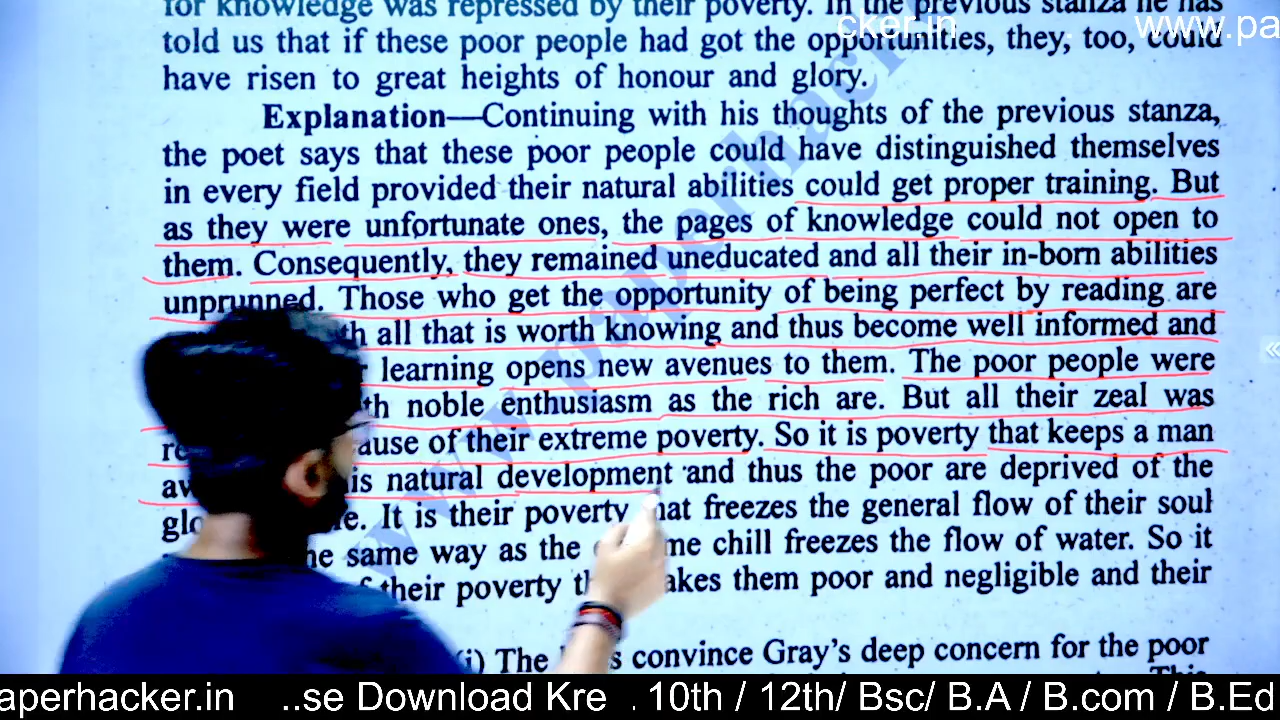 for knowledge was repressed by their poverty. In the previous stanza he has
told us that if these poor people had got the opportunities, they, too, could
have risen to great heights of honour and glory.
Explanation—Continuing with his thoughts of the previous stanza,
the poet says that these poor people could have distinguished themselves
in every field provided their natural abilities could get proper training. But
as they were unfortunate ones, the pages of knowledge could not open to
them. Consequently, they remained uneducated and all their in-born abilities
unprunned. Those who get the opportunity of being perfect by reading are
all that is worth knowing and thus become well informed and
learning opens new avenues to them. The poor people were
noble enthusiasm as the rich are. But all their zeal was
of their extreme poverty. So it is poverty that keeps a man
natural development and thus the poor are deprived of the
It is their poverty freezes the general flow of their soul
same way as the chill freezes the flow of water. So it
their poverty them poor and negligible and their
The convince Gray's deep concern for the poor
This
cker.in www.pa
www.paperhacker
aperhacker.in ..se Download Kre . 10th / 12th/ Bsc/ B.A / B.com / B.Ed